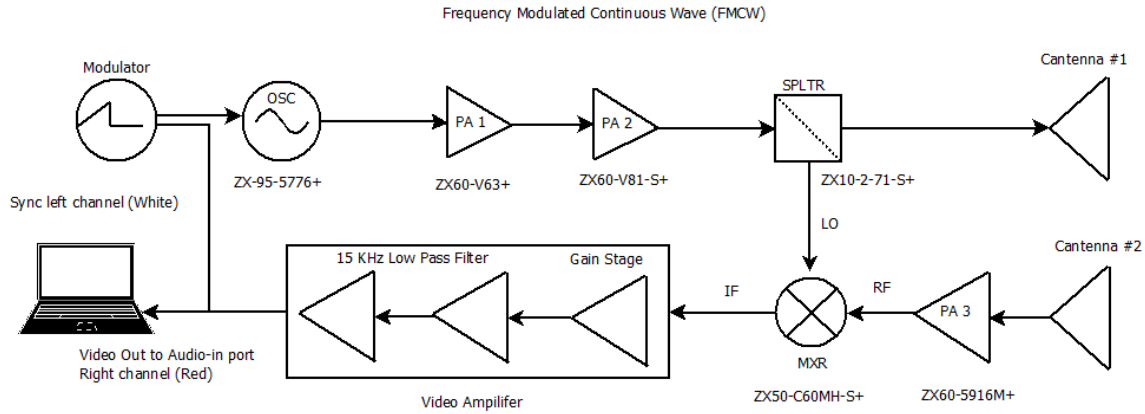 Frequency Modulated Continuous Wave (FMCW)
Modulator
OSC
PA 1
PA 2
SPLTR
Cantenna #1
ZX-95-5776+
ZX60-V63+
ZX60-V81-S+
ZX10-2-71-S+
Sync left channel (White)
LO
Cantenna #2
15 KHz Low Pass Filter
Gain Stage
IF
RF
PA 3
MXR
Video Out to Audio-in port
Right channel (Red)
Video Ampilifer
ZX50-C60MH-S+
ZX60-5916M+